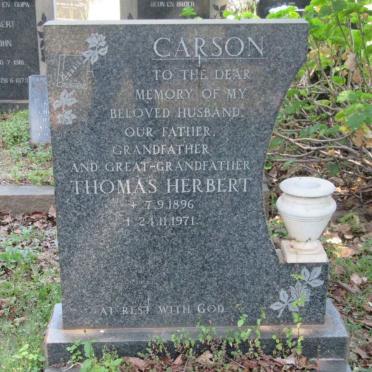 CARSON
TO THE DEAR
MEMORY OF MY
BELOVED HUSBAND,
OUR FATHER,
GRANDFATHER
AND GREAT-GRANDFATHER
THOMAS HERBERT
* 7.9.1896
† 24.11.1971
AT REST WITH GOD